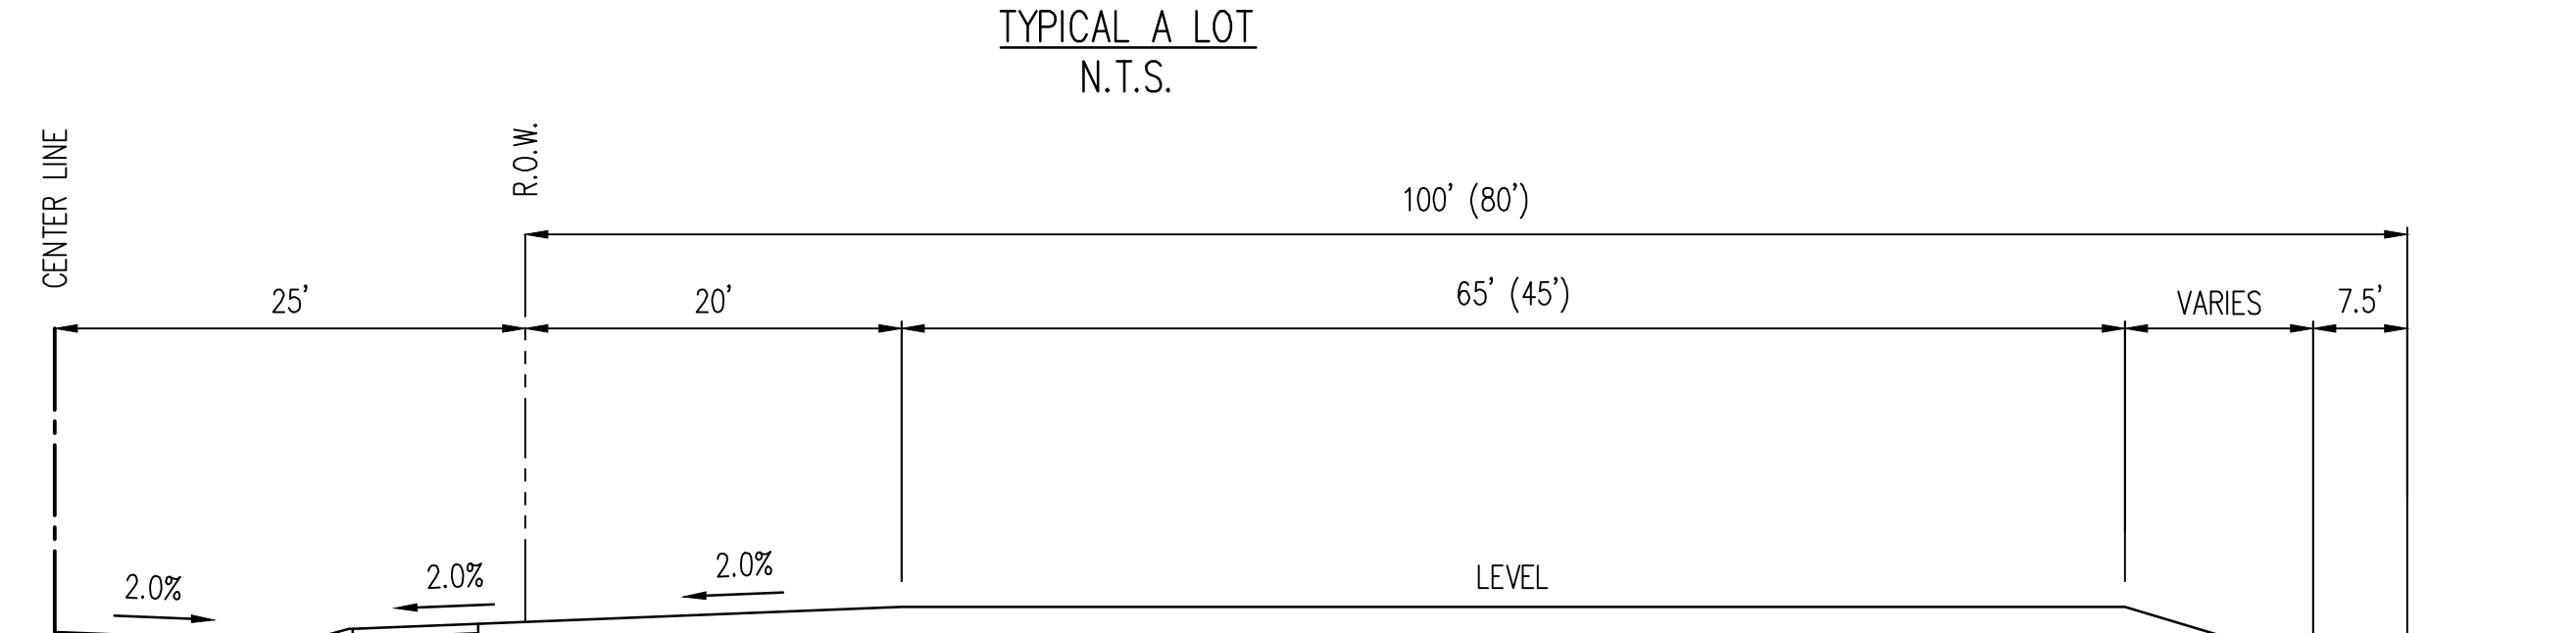 TYPICAL A LOT
N.T.S.
CENTER LINE
R.O.W.
100' (80')
25'
20'
65' (45')
VARIES
7.5'
2.0%
2.0%
2.0%
LEVEL